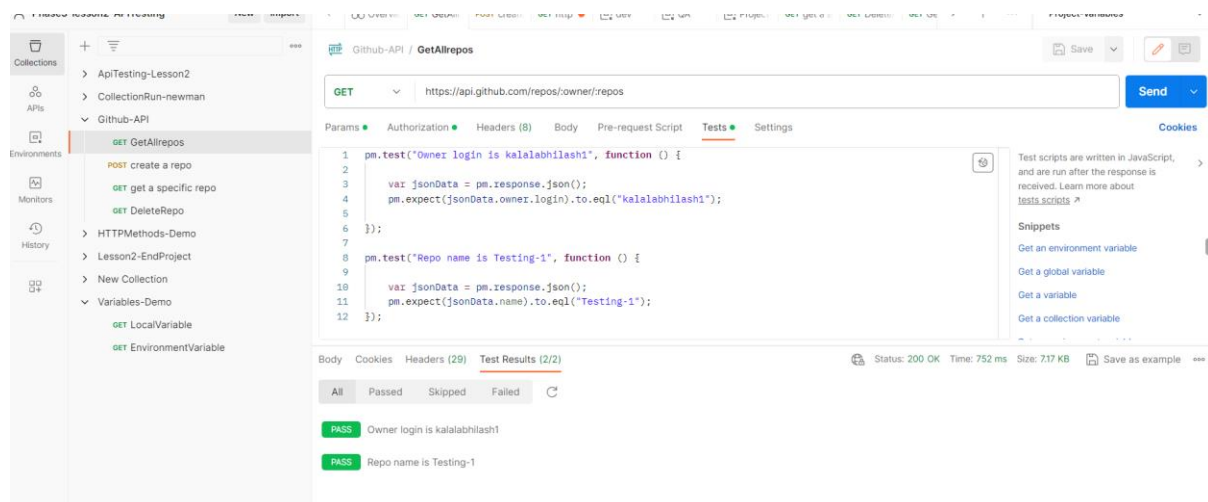 Phase3 lesson2 APITesting New Import
Project-Variables
Collections
APIs
Environments
Monitors
History
ApiTesting-Lesson2
CollectionRun-newman
Github-API
GET GetAllrepos
POST create a repo
GET get a specific repo
GET DeleteRepo
HTTPMethods-Demo
Lesson2-EndProject
New Collection
Variables-Demo
GET LocalVariable
GET EnvironmentVariable
HTTP Github-API / GetAllrepos Save
GET https://api.github.com/repos/:owner/:repos Send
Params Authorization Headers (8) Body Pre-request Script Tests Settings Cookies
1 pm.test("Owner login is kalalabhilash1", function () {
2
3 var jsonData = pm.response.json();
4 pm.expect(jsonData.owner.login).to.eql("kalalabhilash1");
5
6 });
7
8 pm.test("Repo name is Testing-1", function () {
9
10 var jsonData = pm.response.json();
11 pm.expect(jsonData.name).to.eql("Testing-1");
12 });
Test scripts are written in JavaScript,
and are run after the response is
received. Learn more about
tests scripts
Snippets
Get an environment variable
Get a global variable
Get a variable
Get a collection variable
Body Cookies Headers (29) Test Results (2/2) Status: 200 OK Time: 752 ms Size: 7.17 KB Save as example
All Passed Skipped Failed
PASS Owner login is kalalabhilash1
PASS Repo name is Testing-1